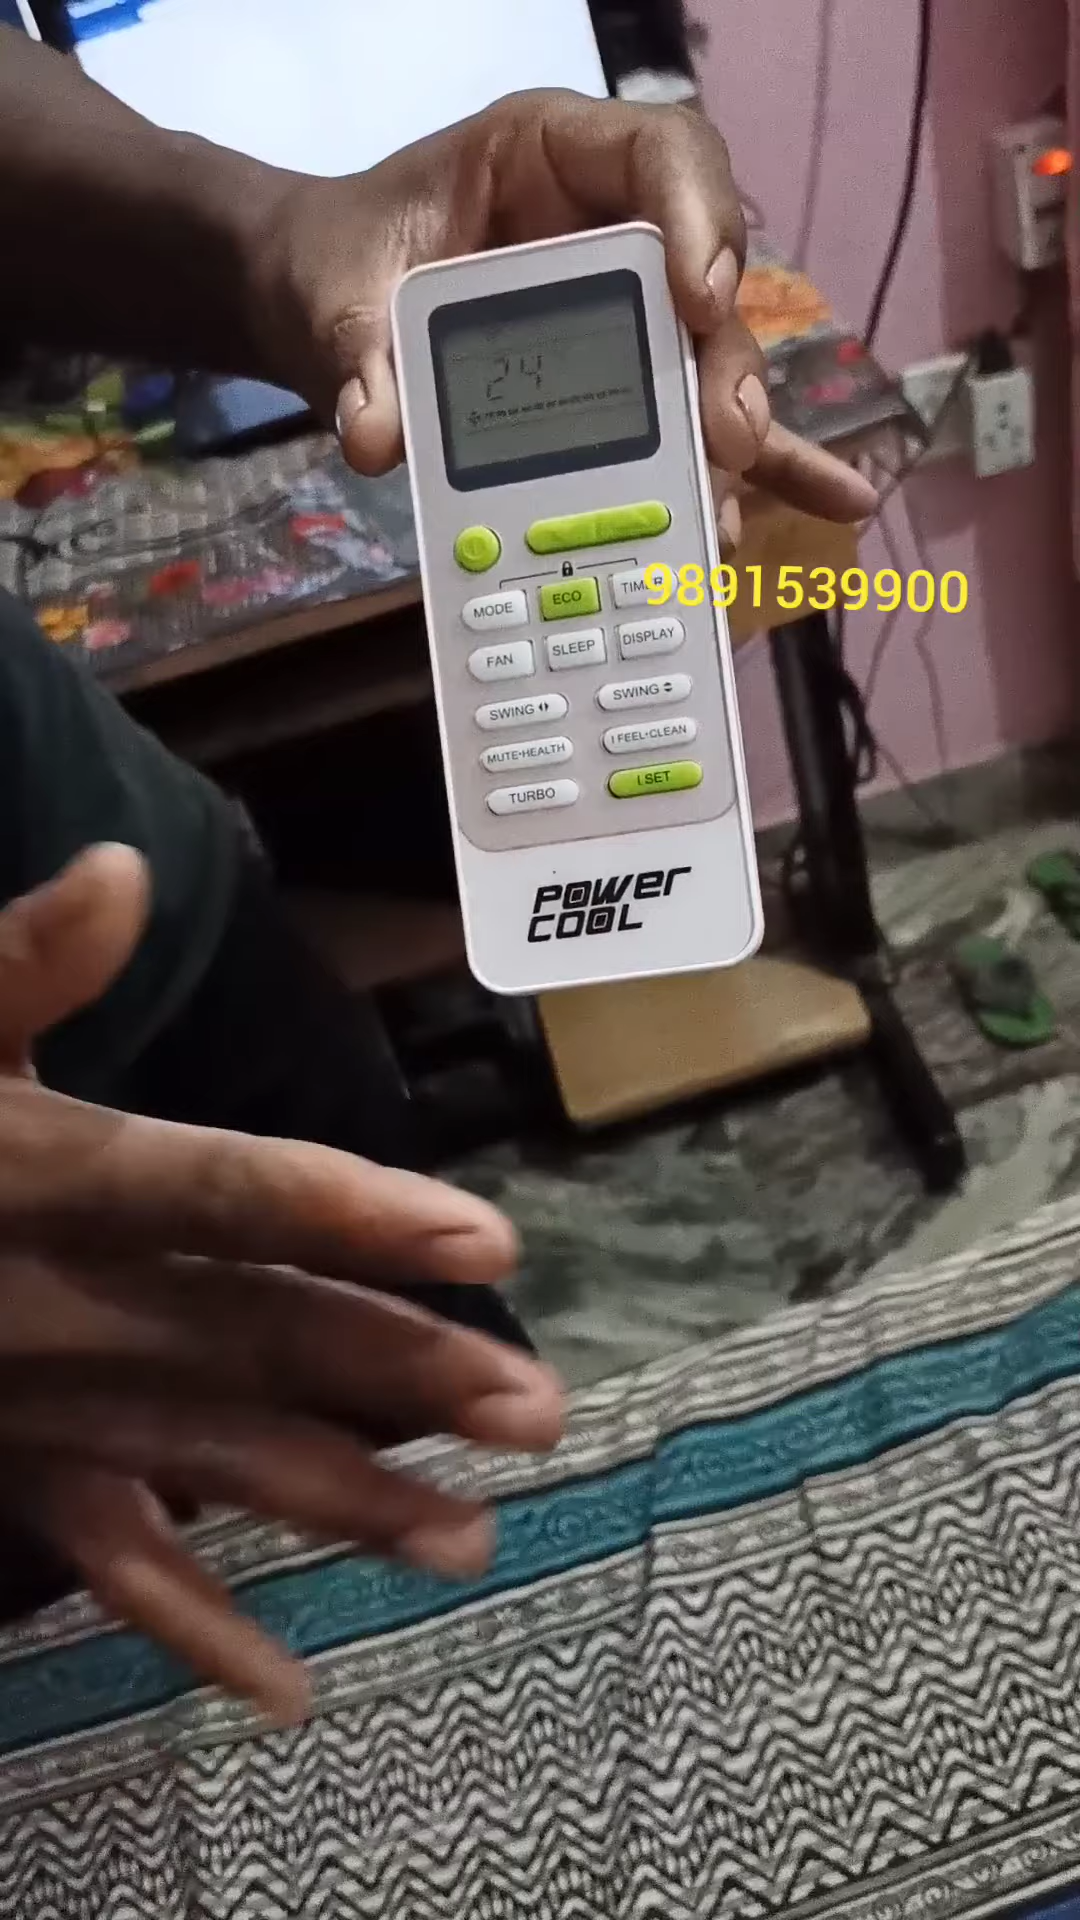 24
MODE ECO TIMER
9891539900
FAN SLEEP DISPLAY
SWING SWING
MUTE•HEALTH I FEEL•CLEAN
TURBO I SET
POWer
COOL